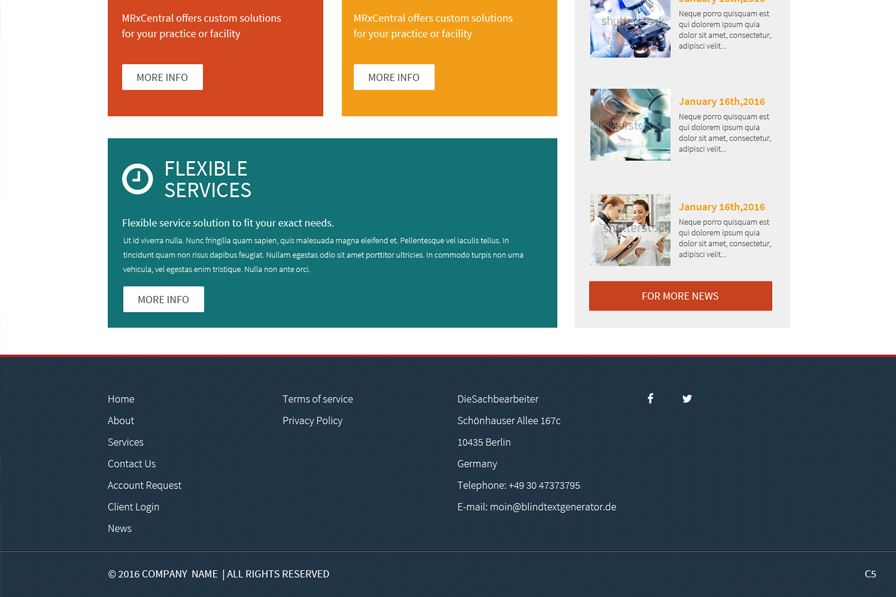 MRxCentral offers custom solutions
for your practice or facility
MORE INFO
MRxCentral offers custom solutions
for your practice or facility
MORE INFO
FLEXIBLE
SERVICES
Flexible service solution to fit your exact needs.
Ut id viverra nulla. Nunc fringilla quam sapien, quis malesuada magna eleifend et. Pellentesque vel iaculis tellus. In
tincidunt quam non risus dapibus feugiat. Nullam egestas odio sit amet porttitor ultricies. In commodo turpis non urna
vehicula, vel egestas enim tristique. Nulla non ante orci.
MORE INFO
January 16th,2016
Neque porro quisquam est
qui dolorem ipsum quia
dolor sit amet, consectetur,
adipisci velit...
shutterstock
January 16th,2016
Neque porro quisquam est
qui dolorem ipsum quia
dolor sit amet, consectetur,
adipisci velit...
shutterstock
January 16th,2016
Neque porro quisquam est
qui dolorem ipsum quia
dolor sit amet, consectetur,
adipisci velit...
shutterstock
FOR MORE NEWS
Home
About
Services
Contact Us
Account Request
Client Login
News
Terms of service
Privacy Policy
DieSachbearbeiter
Schönhauser Allee 167c
10435 Berlin
Germany
Telephone: +49 30 47373795
E-mail: moin@blindtextgenerator.de
© 2016 COMPANY NAME | ALL RIGHTS RESERVED
C5